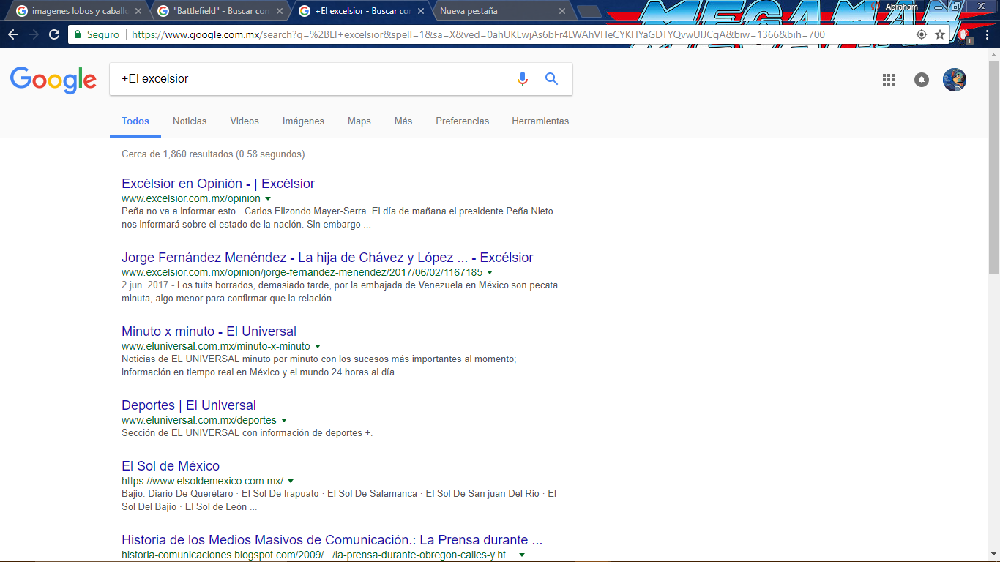 imagenes lobos y caballo
"Battlefield" - Buscar con
+El excelsior - Buscar con
Nueva pestaña
MEGAMAN
Abraham
Seguro
https://www.google.com.mx/search?q=%2BEl+excelsior&spell=1&sa=X&ved=0ahUKEwjAs6bFr4LWAhVHeCYKHYaGDTYQvwUIJCgA&biw=1366&bih=700
1
Google
+El excelsior
Todos
Noticias
Videos
Imágenes
Maps
Más
Preferencias
Herramientas
Cerca de 1,860 resultados (0.58 segundos)
Excélsior en Opinión - | Excélsior
www.excelsior.com.mx/opinion
Peña no va a informar esto · Carlos Elizondo Mayer-Serra. El día de mañana el presidente Peña Nieto
nos informará sobre el estado de la nación. Sin embargo ...
Jorge Fernández Menéndez - La hija de Chávez y López ... - Excélsior
www.excelsior.com.mx/opinion/jorge-fernandez-menendez/2017/06/02/1167185
2 jun. 2017 - Los tuits borrados, demasiado tarde, por la embajada de Venezuela en México son pecata
minuta, algo menor para confirmar que la relación ...
Minuto x minuto - El Universal
www.eluniversal.com.mx/minuto-x-minuto
Noticias de EL UNIVERSAL minuto por minuto con los sucesos más importantes al momento;
información en tiempo real en México y el mundo 24 horas al día ...
Deportes | El Universal
www.eluniversal.com.mx/deportes
Sección de EL UNIVERSAL con información de deportes +.
El Sol de México
https://www.elsoldemexico.com.mx/
Bajio. Diario De Querétaro · El Sol De Irapuato · El Sol De Salamanca · El Sol De San juan Del Rio · El
Sol Del Bajío · El Sol de León ...
Historia de los Medios Masivos de Comunicación.: La Prensa durante ...
historia-comunicaciones.blogspot.com/2009/.../la-prensa-durante-obregon-calles-y.ht...